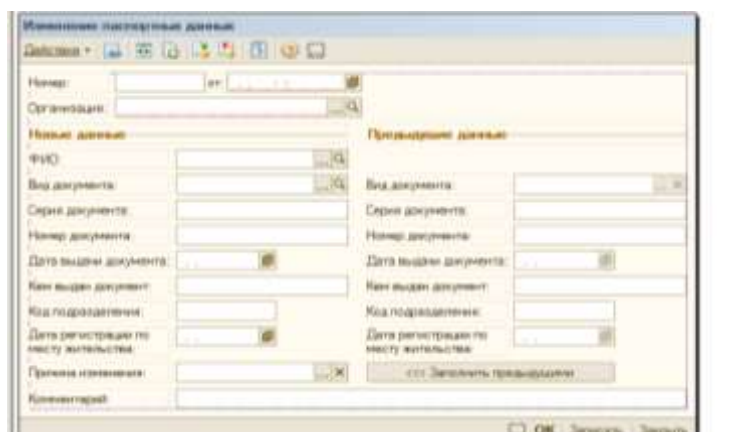 Изменение паспортных данных
Действия
Номер: от
Организация:
Новые данные Предыдущие данные
ФИО:
Вид документа: Вид документа:
Серия документа: Серия документа:
Номер документа: Номер документа:
Дата выдачи документа: Дата выдачи документа:
Кем выдан документ: Кем выдан документ:
Код подразделения: Код подразделения:
Дата регистрации по Дата регистрации по
месту жительства: месту жительства:
Причина изменения: <<< Заполнить предыдущими
Комментарий:
OK Записать Закрыть